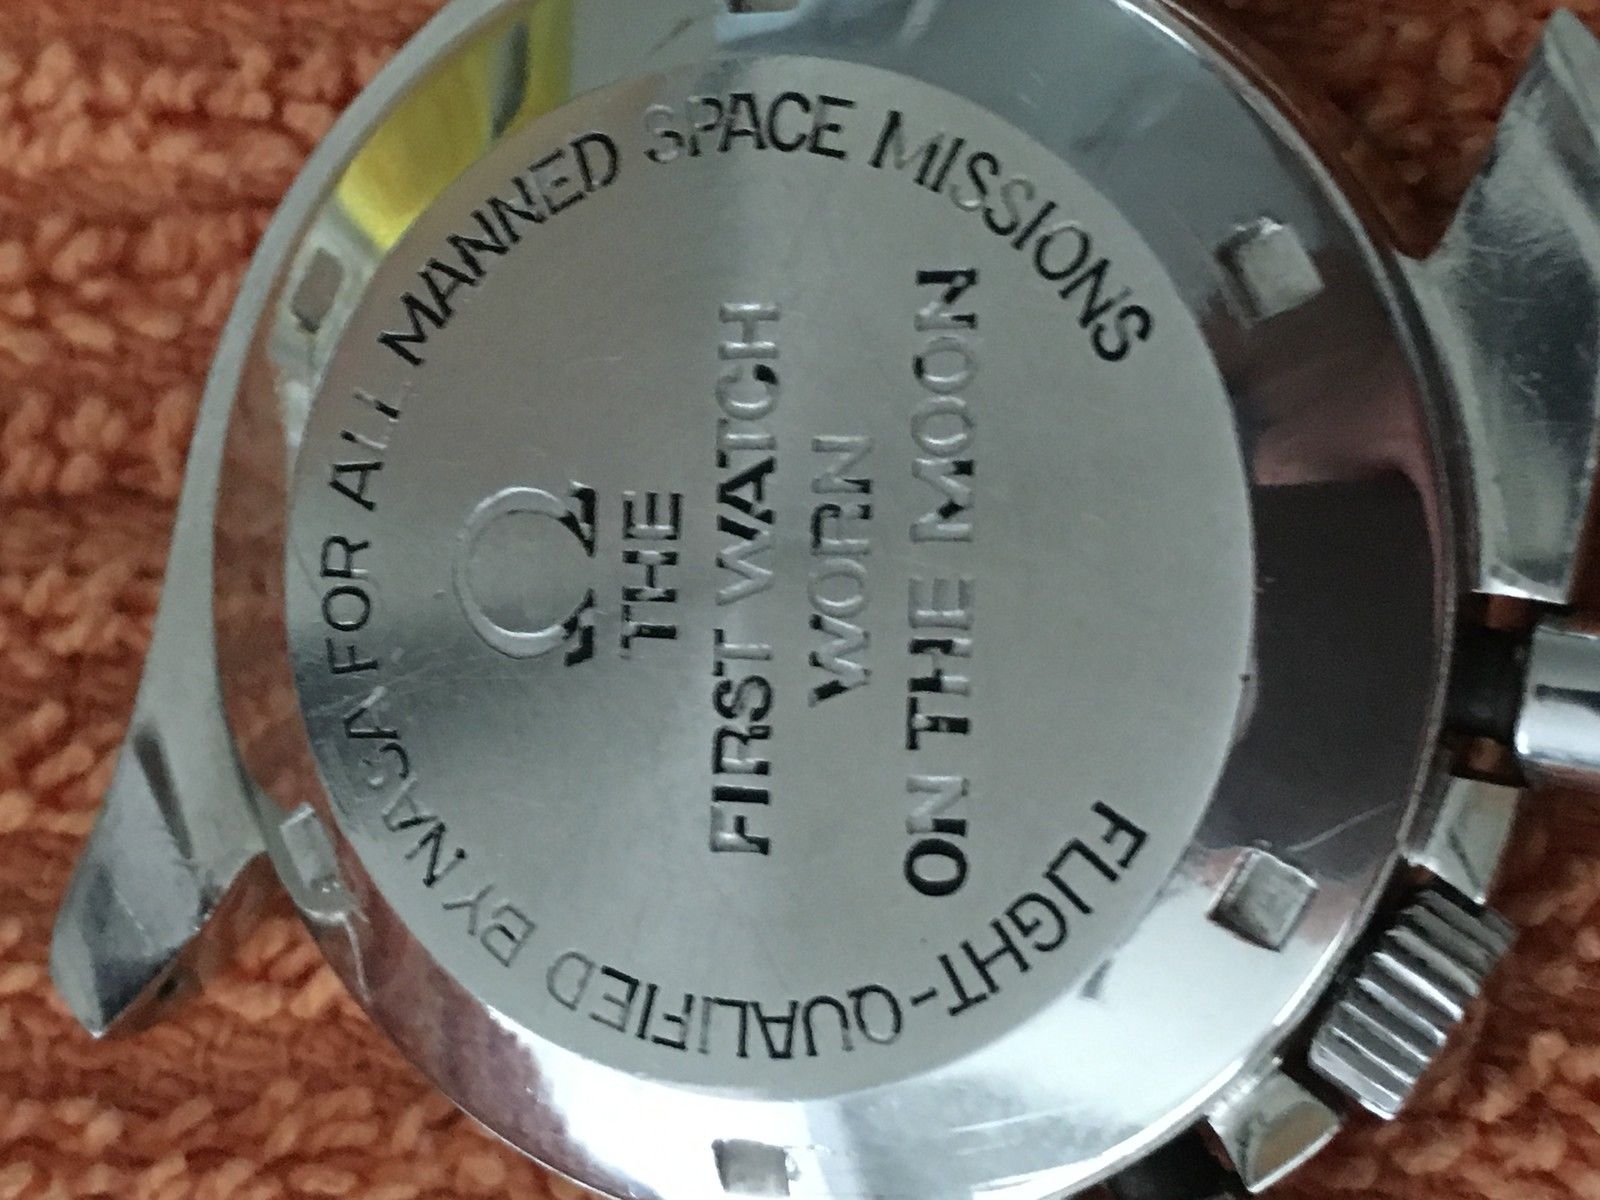 FLIGHT-QUALIFIED BY NASA FOR ALL MANNED SPACE MISSIONS
Ω
THE
FIRST WATCH
WORN
ON THE MOON